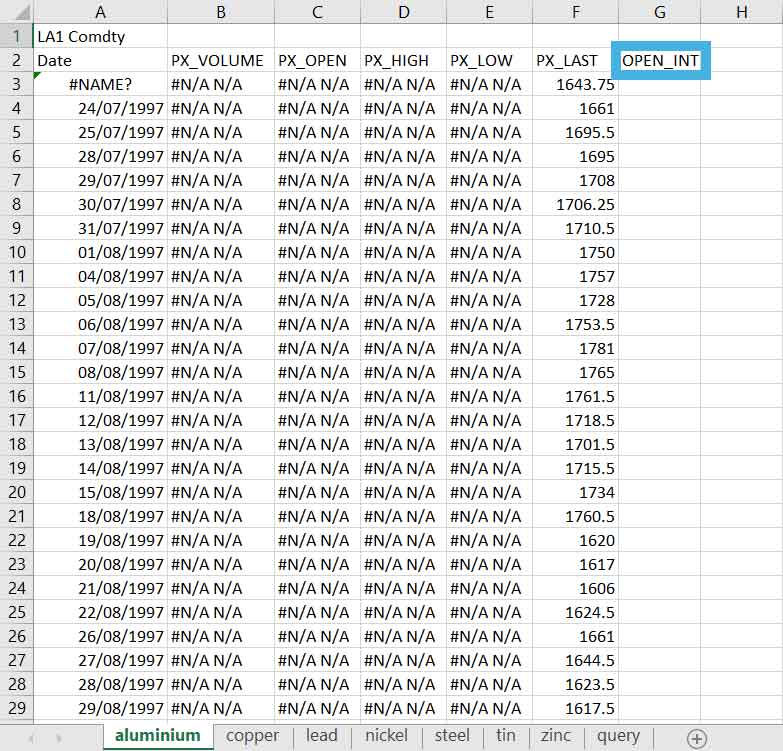 A B C D E F G H
1 LA1 Comdty
2 Date PX_VOLUME PX_OPEN PX_HIGH PX_LOW PX_LAST OPEN_INT
3 #NAME? #N/A N/A #N/A N/A #N/A N/A #N/A N/A 1643.75
4 24/07/1997 #N/A N/A #N/A N/A #N/A N/A #N/A N/A 1661
5 25/07/1997 #N/A N/A #N/A N/A #N/A N/A #N/A N/A 1695.5
6 28/07/1997 #N/A N/A #N/A N/A #N/A N/A #N/A N/A 1695
7 29/07/1997 #N/A N/A #N/A N/A #N/A N/A #N/A N/A 1708
8 30/07/1997 #N/A N/A #N/A N/A #N/A N/A #N/A N/A 1706.25
9 31/07/1997 #N/A N/A #N/A N/A #N/A N/A #N/A N/A 1710.5
10 01/08/1997 #N/A N/A #N/A N/A #N/A N/A #N/A N/A 1750
11 04/08/1997 #N/A N/A #N/A N/A #N/A N/A #N/A N/A 1757
12 05/08/1997 #N/A N/A #N/A N/A #N/A N/A #N/A N/A 1728
13 06/08/1997 #N/A N/A #N/A N/A #N/A N/A #N/A N/A 1753.5
14 07/08/1997 #N/A N/A #N/A N/A #N/A N/A #N/A N/A 1781
15 08/08/1997 #N/A N/A #N/A N/A #N/A N/A #N/A N/A 1765
16 11/08/1997 #N/A N/A #N/A N/A #N/A N/A #N/A N/A 1761.5
17 12/08/1997 #N/A N/A #N/A N/A #N/A N/A #N/A N/A 1718.5
18 13/08/1997 #N/A N/A #N/A N/A #N/A N/A #N/A N/A 1701.5
19 14/08/1997 #N/A N/A #N/A N/A #N/A N/A #N/A N/A 1715.5
20 15/08/1997 #N/A N/A #N/A N/A #N/A N/A #N/A N/A 1734
21 18/08/1997 #N/A N/A #N/A N/A #N/A N/A #N/A N/A 1760.5
22 19/08/1997 #N/A N/A #N/A N/A #N/A N/A #N/A N/A 1620
23 20/08/1997 #N/A N/A #N/A N/A #N/A N/A #N/A N/A 1617
24 21/08/1997 #N/A N/A #N/A N/A #N/A N/A #N/A N/A 1606
25 22/08/1997 #N/A N/A #N/A N/A #N/A N/A #N/A N/A 1624.5
26 26/08/1997 #N/A N/A #N/A N/A #N/A N/A #N/A N/A 1661
27 27/08/1997 #N/A N/A #N/A N/A #N/A N/A #N/A N/A 1644.5
28 28/08/1997 #N/A N/A #N/A N/A #N/A N/A #N/A N/A 1623.5
29 29/08/1997 #N/A N/A #N/A N/A #N/A N/A #N/A N/A 1617.5
aluminium copper lead nickel steel tin zinc query